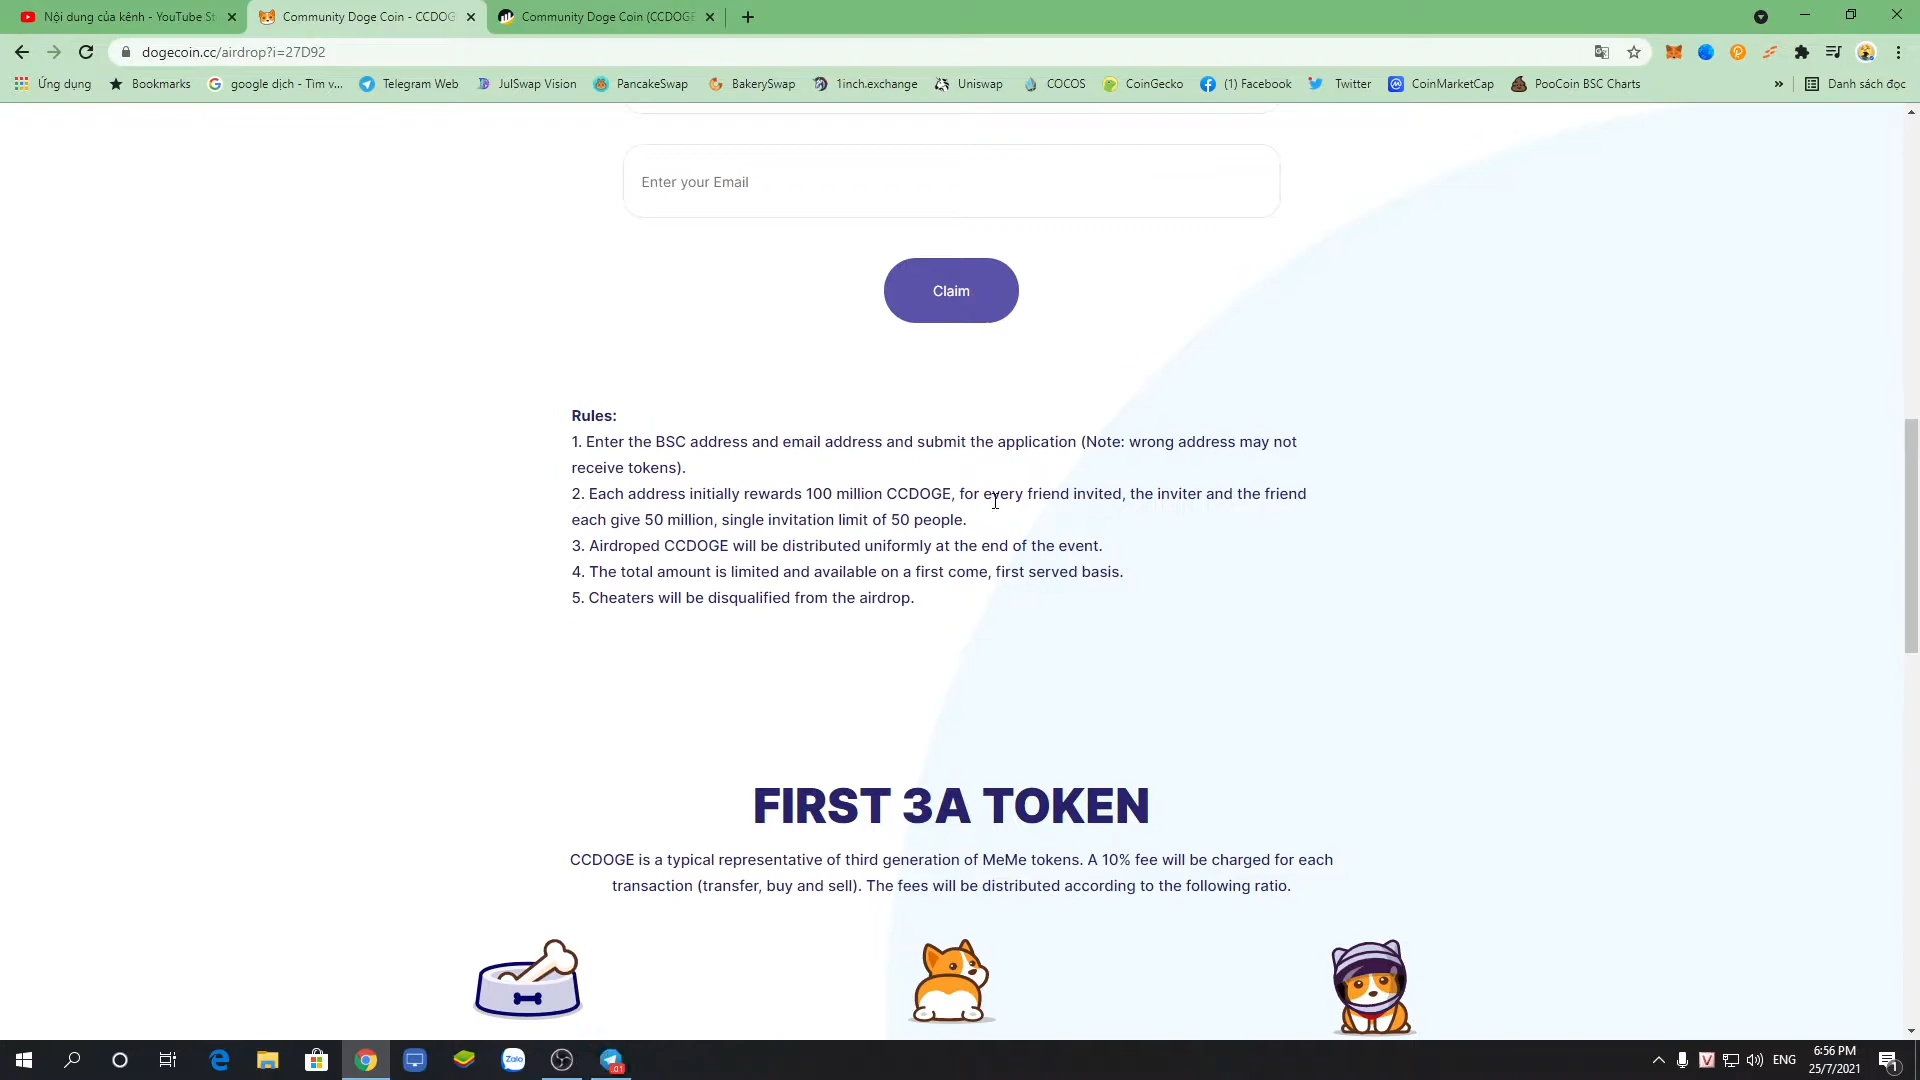 Nội dung của kênh - YouTube St
Community Doge Coin - CCDOG
Community Doge Coin (CCDOGE
dogecoin.cc/airdrop?i=27D92
Ứng dụng
Bookmarks
google dịch - Tìm v...
Telegram Web
JulSwap Vision
PancakeSwap
BakerySwap
1inch.exchange
Uniswap
COCOS
CoinGecko
(1) Facebook
Twitter
CoinMarketCap
PooCoin BSC Charts
»
Danh sách đọc
Enter your Email
Claim
Rules:
1. Enter the BSC address and email address and submit the application (Note: wrong address may not
receive tokens).
2. Each address initially rewards 100 million CCDOGE, for every friend invited, the inviter and the friend
each give 50 million, single invitation limit of 50 people.
3. Airdroped CCDOGE will be distributed uniformly at the end of the event.
4. The total amount is limited and available on a first come, first served basis.
5. Cheaters will be disqualified from the airdrop.
FIRST 3A TOKEN
CCDOGE is a typical representative of third generation of MeMe tokens. A 10% fee will be charged for each
transaction (transfer, buy and sell). The fees will be distributed according to the following ratio.
Zalo
.01
V
ENG
6:56 PM
25/7/2021
1